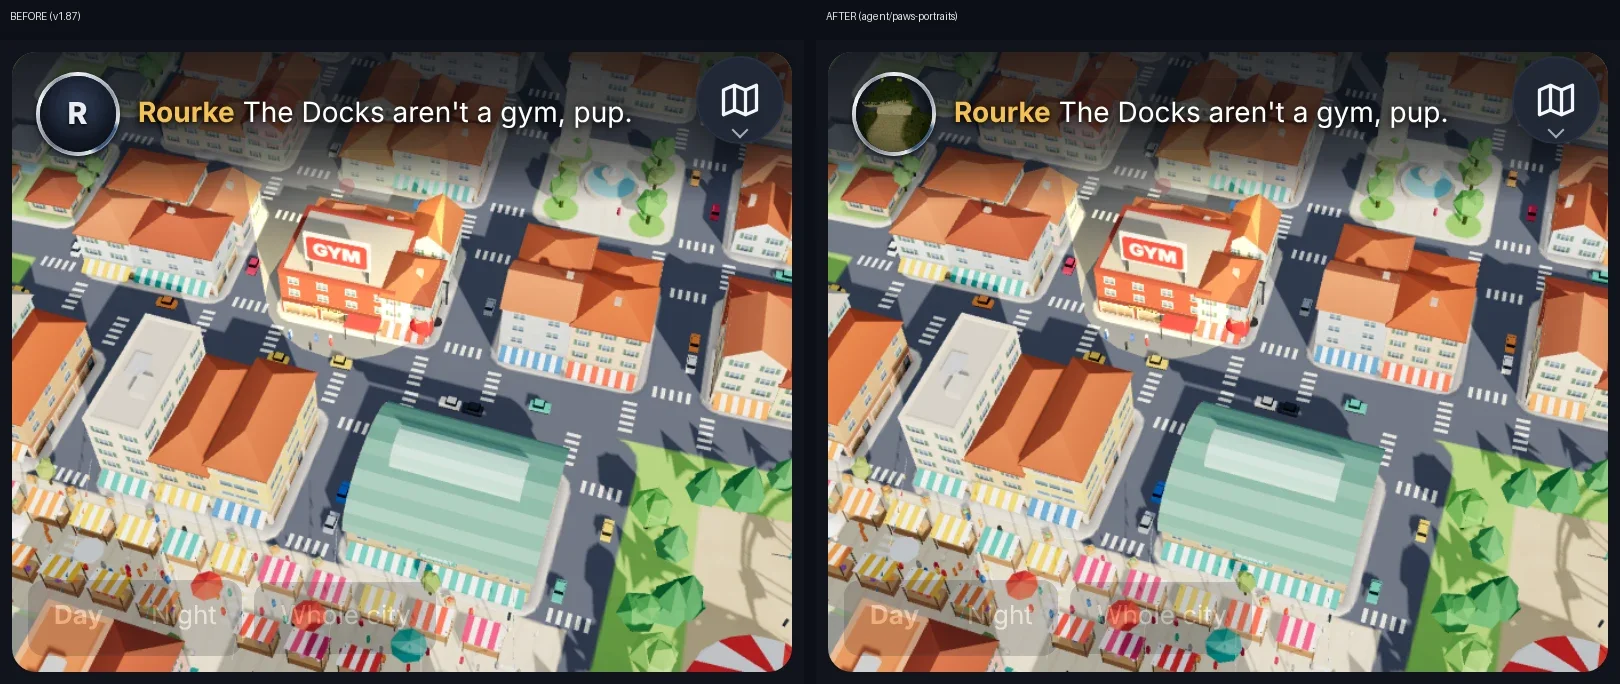 BEFORE (v1.87)
AFTER (agent/paws-portraits)
R
Rourke The Docks aren't a gym, pup.
GYM
Day Night Whole city
Rourke The Docks aren't a gym, pup.
GYM
Day Night Whole city